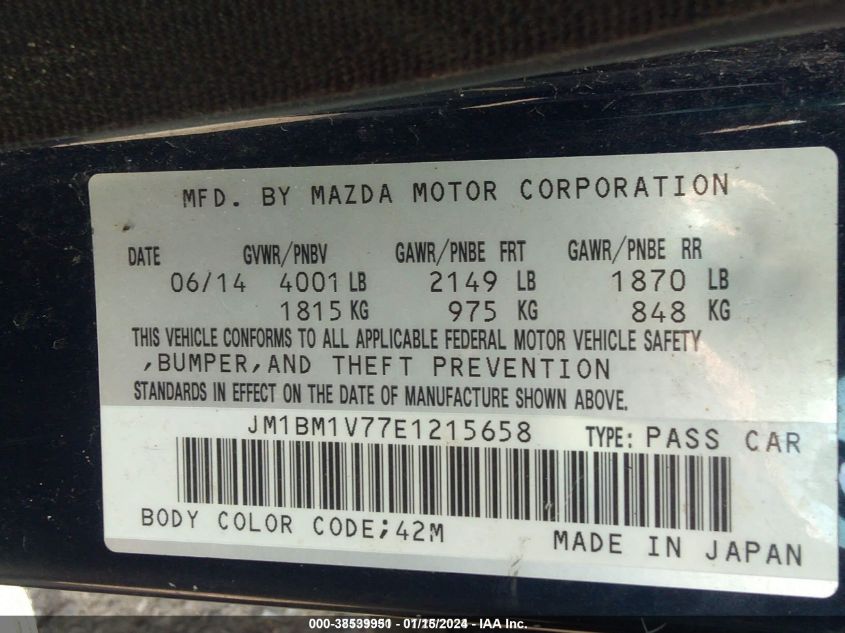 MFD. BY MAZDA MOTOR CORPORATION
DATE GVWR/PNBV GAWR/PNBE FRT GAWR/PNBE RR
06/14 4001 LB 2149 LB 1870 LB
1815 KG 975 KG 848 KG
THIS VEHICLE CONFORMS TO ALL APPLICABLE FEDERAL MOTOR VEHICLE SAFETY
,BUMPER,AND THEFT PREVENTION
STANDARDS IN EFFECT ON THE DATE OF MANUFACTURE SHOWN ABOVE.
JM1BM1V77E1215658 TYPE: PASS CAR
BODY COLOR CODE;42M
MADE IN JAPAN
000-38539951 - 01/15/2024 - IAA Inc.